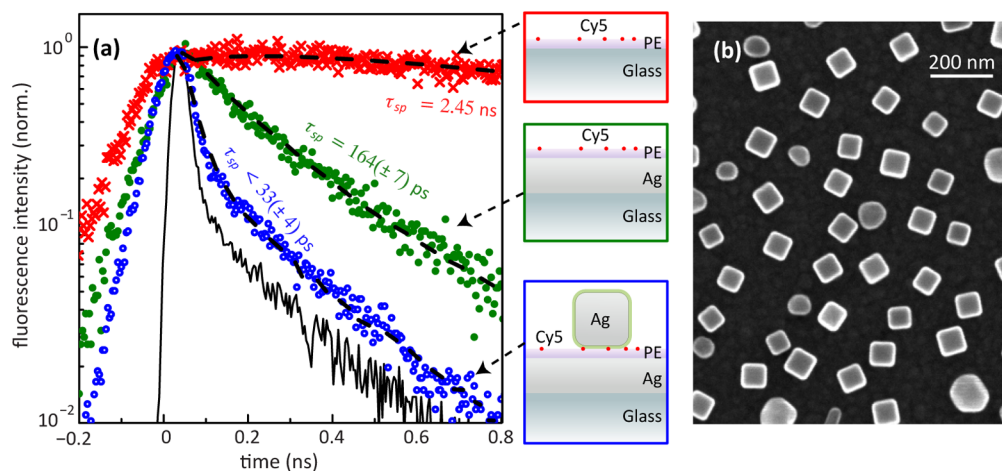 (a)
fluorescence intensity (norm.)
10⁰
10⁻¹
10⁻²
−0.2
0
0.2
0.4
0.6
0.8
time (ns)
τsp = 2.45 ns
τsp = 164(± 7) ps
τsp < 33(± 4) ps
Cy5
PE
Glass
Cy5
PE
Ag
Glass
Ag
Cy5
PE
Ag
Glass
(b)
200 nm